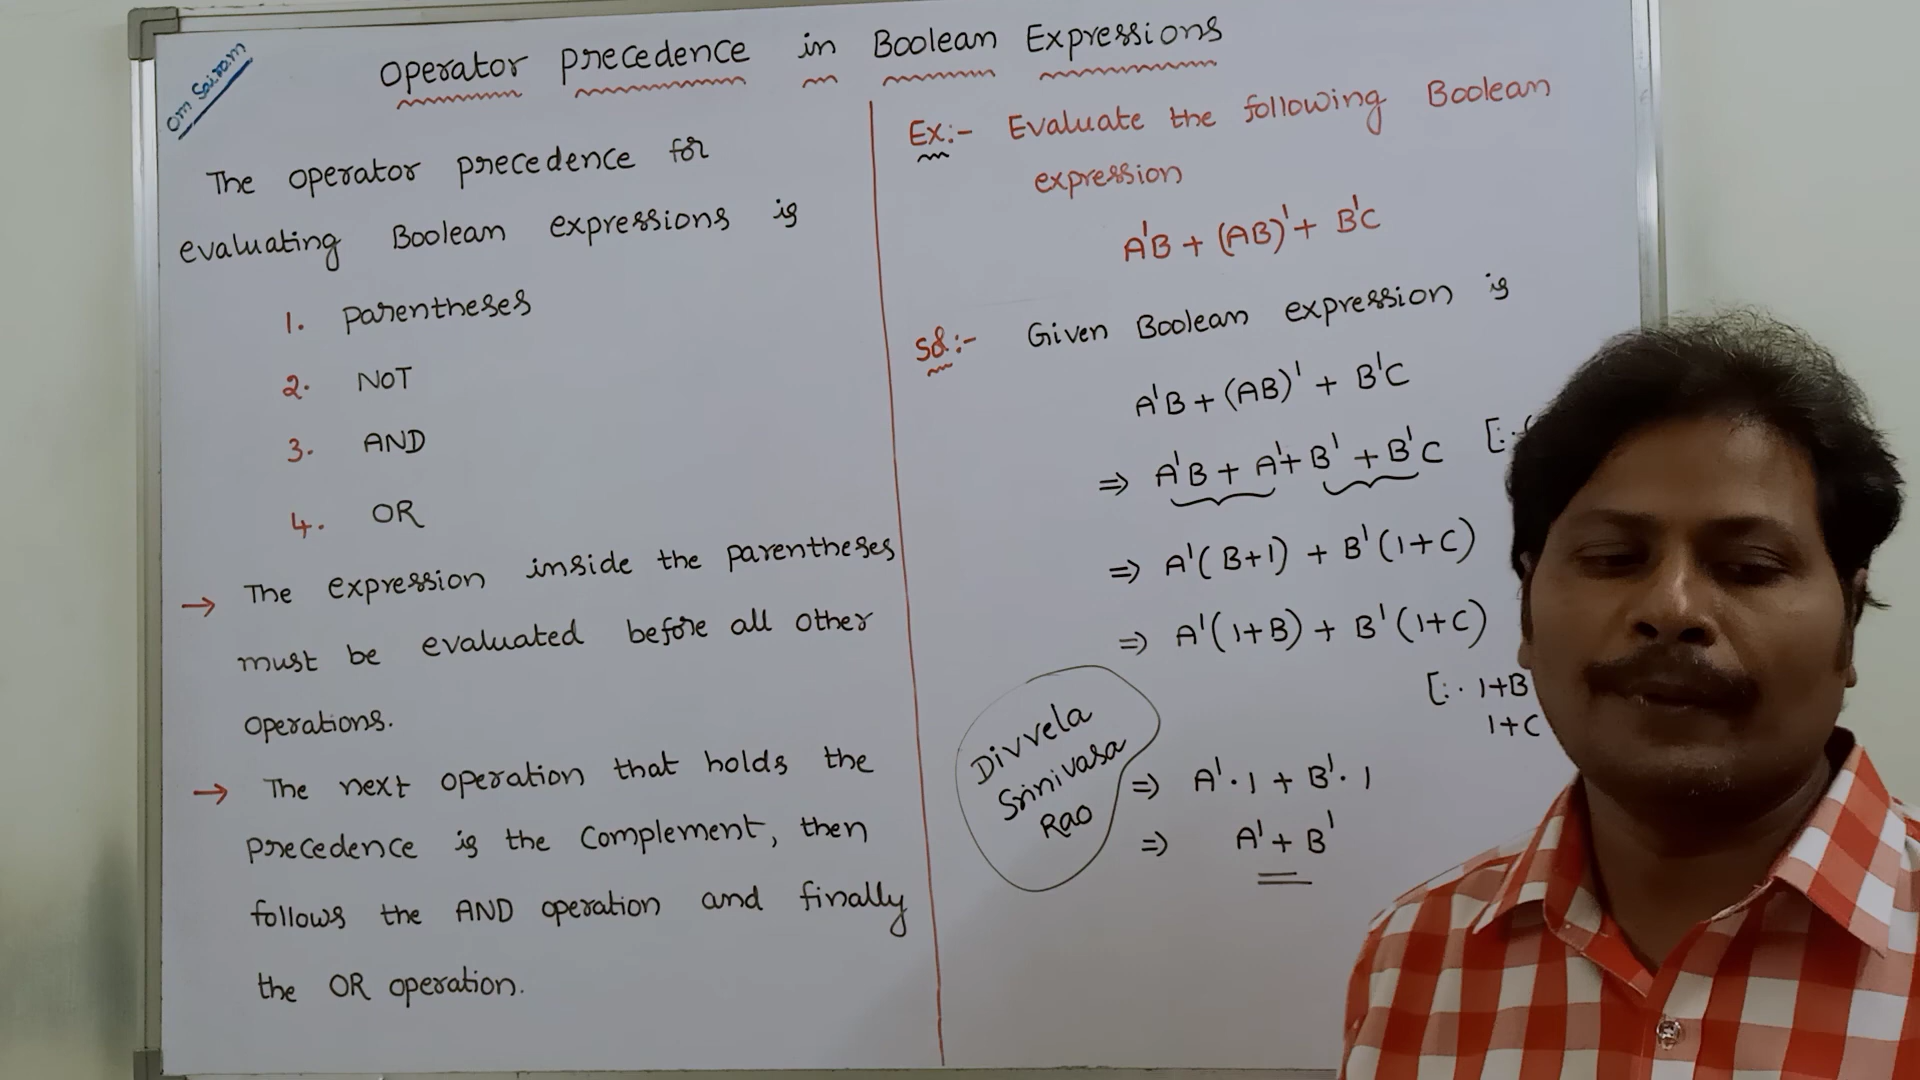 Om Sairam
Operator precedence in Boolean Expressions
The operator precedence for
evaluating Boolean expressions is
1. parentheses
2. NOT
3. AND
4. OR
→ The expression inside the parentheses
must be evaluated before all other
operations.
→ The next operation that holds the
precedence is the complement, then
follows the AND operation and finally
the OR operation.
Ex:- Evaluate the following Boolean
expression
A'B + (AB)' + B'C
Sol:- Given Boolean expression is
A'B + (AB)' + B'C
⇒ A'B + A' + B' + B'C [∵
⇒ A'(B+1) + B'(1+C)
⇒ A'(1+B) + B'(1+C)
[∵ 1+B
1+C
⇒ A'·1 + B'·1
⇒ A' + B'
Divvela
Srinivasa
Rao